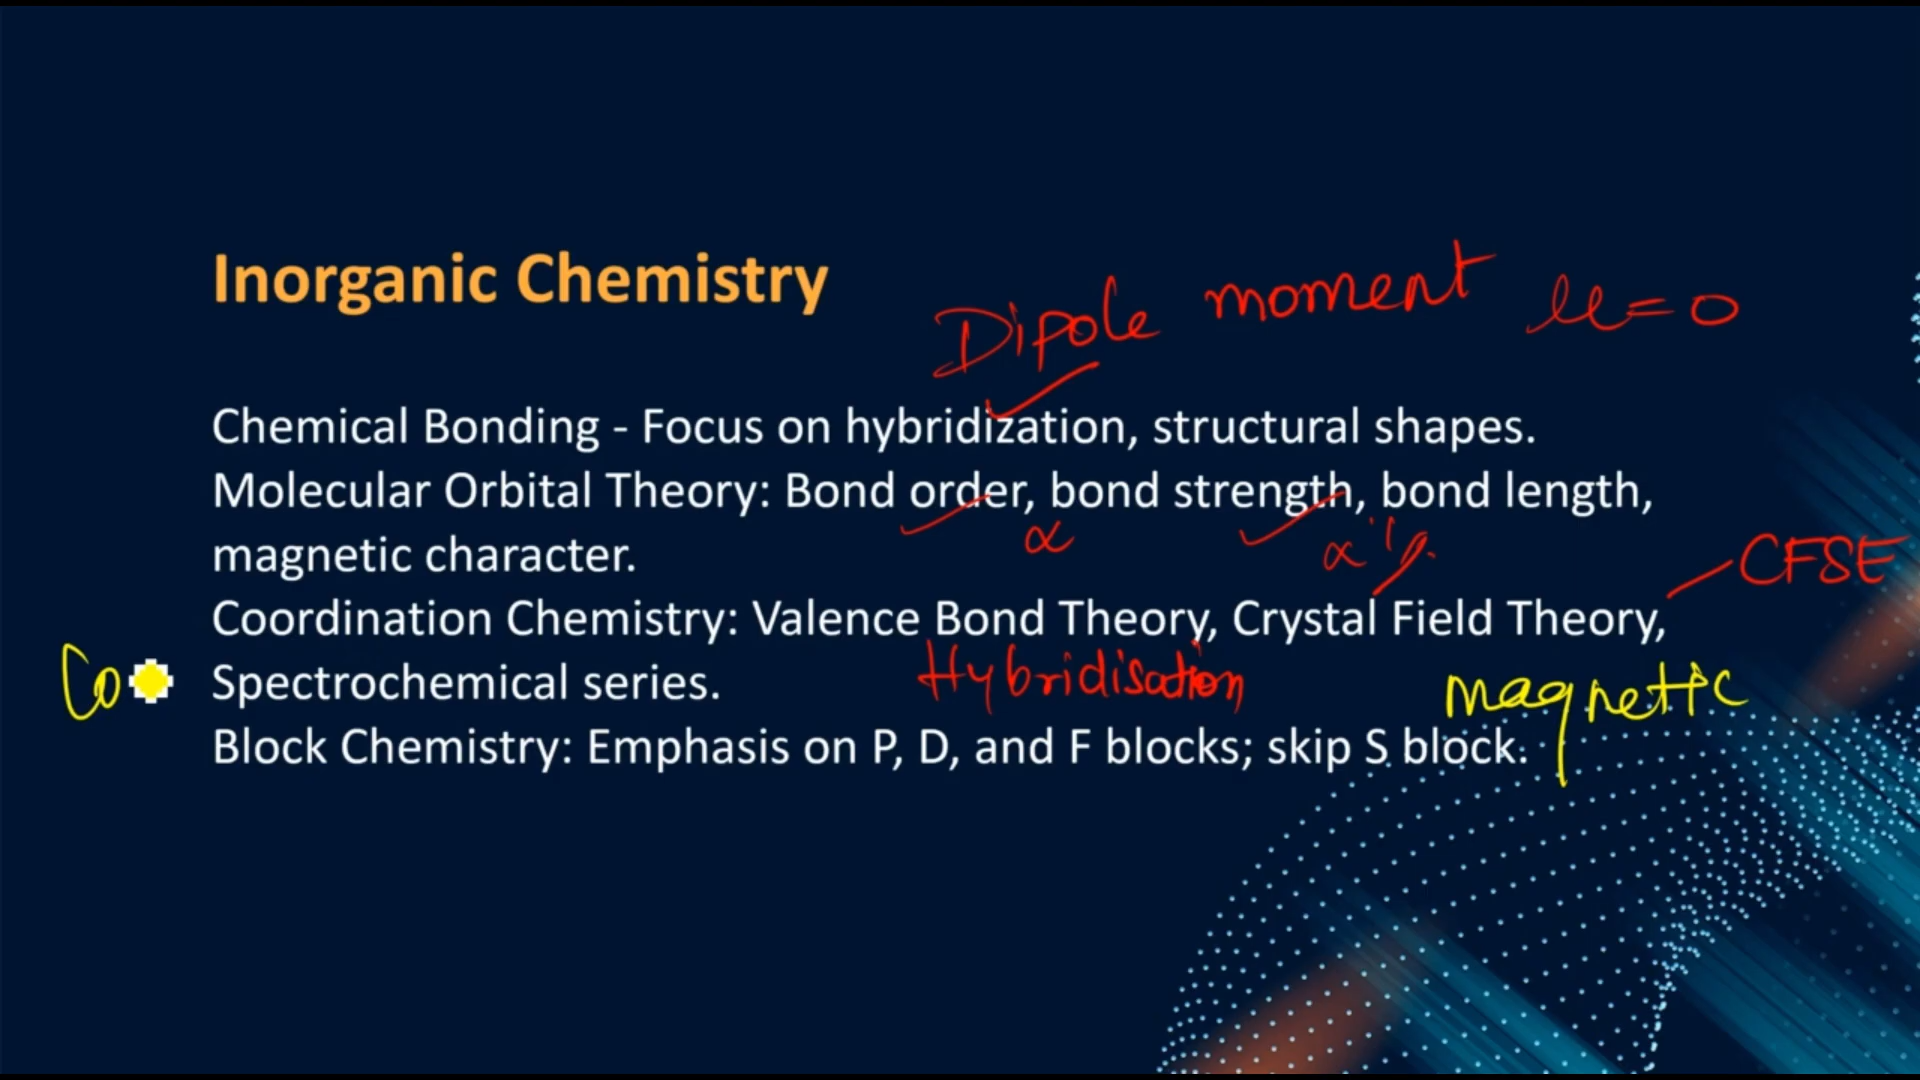 Inorganic Chemistry
Dipole moment μ=0
Chemical Bonding - Focus on hybridization, structural shapes.
Molecular Orbital Theory: Bond order, bond strength, bond length,
∝ ∝
magnetic character.
CFSE
Coordination Chemistry: Valence Bond Theory, Crystal Field Theory,
Co Spectrochemical series.
Hybridisation magnetic
Block Chemistry: Emphasis on P, D, and F blocks; skip S block.